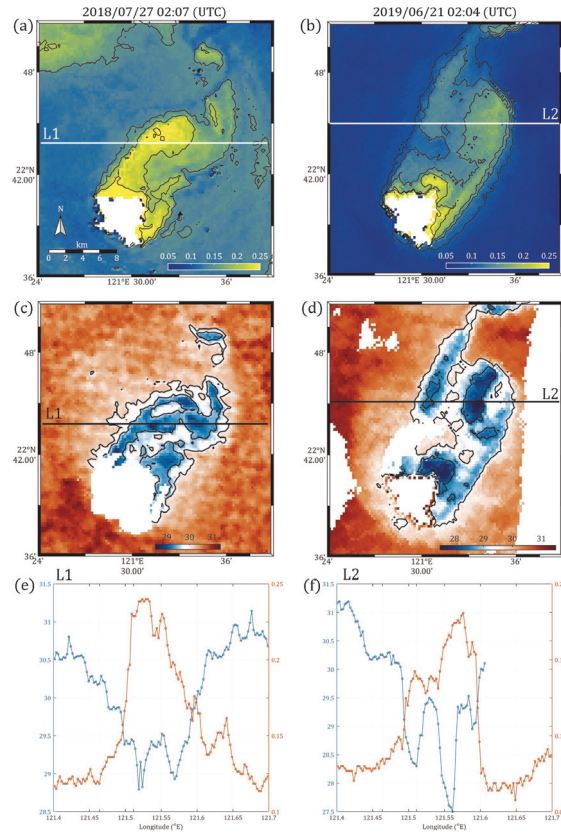 2018/07/27 02:07 (UTC)
2019/06/21 02:04 (UTC)
(a)
48'
L1
22°N
42.00'
N
0 2 4 6 8
km
0.05 0.1 0.15 0.2 0.25
36'
24' 121°E 30.00' 36'
(b)
48'
L2
22°N
42.00'
0.05 0.1 0.15 0.2 0.25
36'
24' 121°E 30.00' 36'
(c)
48'
L1
22°N
42.00'
29 30 31
36'
24' 121°E 36'
30.00'
(d)
48'
L2
22°N
42.00'
28 29 30 31
36'
24' 121°E 36'
30.00'
(e) L1
31.5
31
30.5
30
29.5
29
28.5
0.25
0.2
0.15
0.1
121.4 121.45 121.5 121.55 121.6 121.65 121.7
Longitude (°E)
(f) L2
31.5
31
30.5
30
29.5
29
28.5
28
27.5
121.4 121.45 121.5 121.55 121.6 121.65 121.7
Longitude (°E)